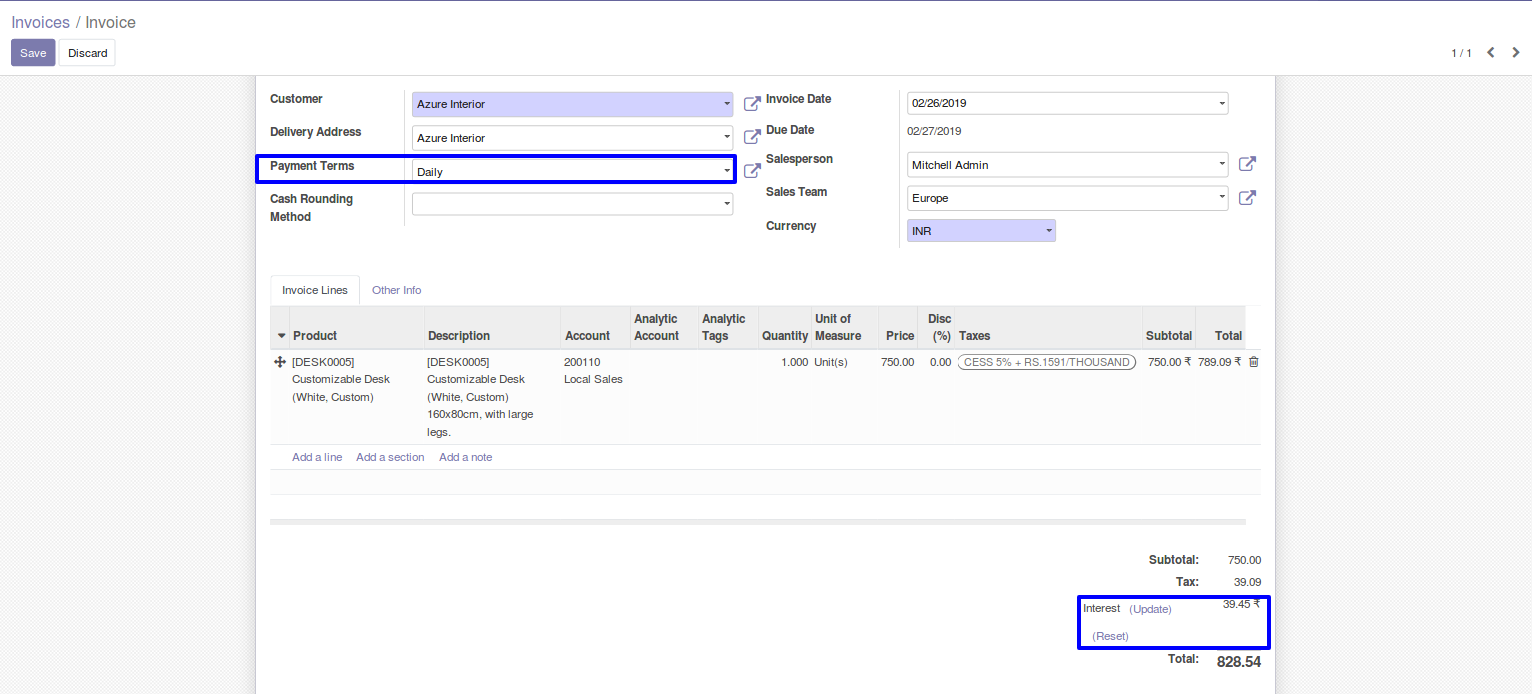 Invoices / Invoice
Save Discard
1 / 1
Customer
Azure Interior
Delivery Address
Azure Interior
Payment Terms
Daily
Cash Rounding
Method
Invoice Date
02/26/2019
Due Date
02/27/2019
Salesperson
Mitchell Admin
Sales Team
Europe
Currency
INR
Invoice Lines Other Info
Product Description Account Analytic Account Analytic Tags Quantity Unit of Measure Price Disc (%) Taxes Subtotal Total
[DESK0005] [DESK0005] 200110 1.000 Unit(s) 750.00 0.00 CESS 5% + RS.1591/THOUSAND 750.00 ₹ 789.09 ₹
Customizable Desk Customizable Desk Local Sales
(White, Custom) (White, Custom)
160x80cm, with large
legs.
Add a line Add a section Add a note
Subtotal: 750.00
Tax: 39.09
Interest (Update) 39.45 ₹
(Reset)
Total: 828.54